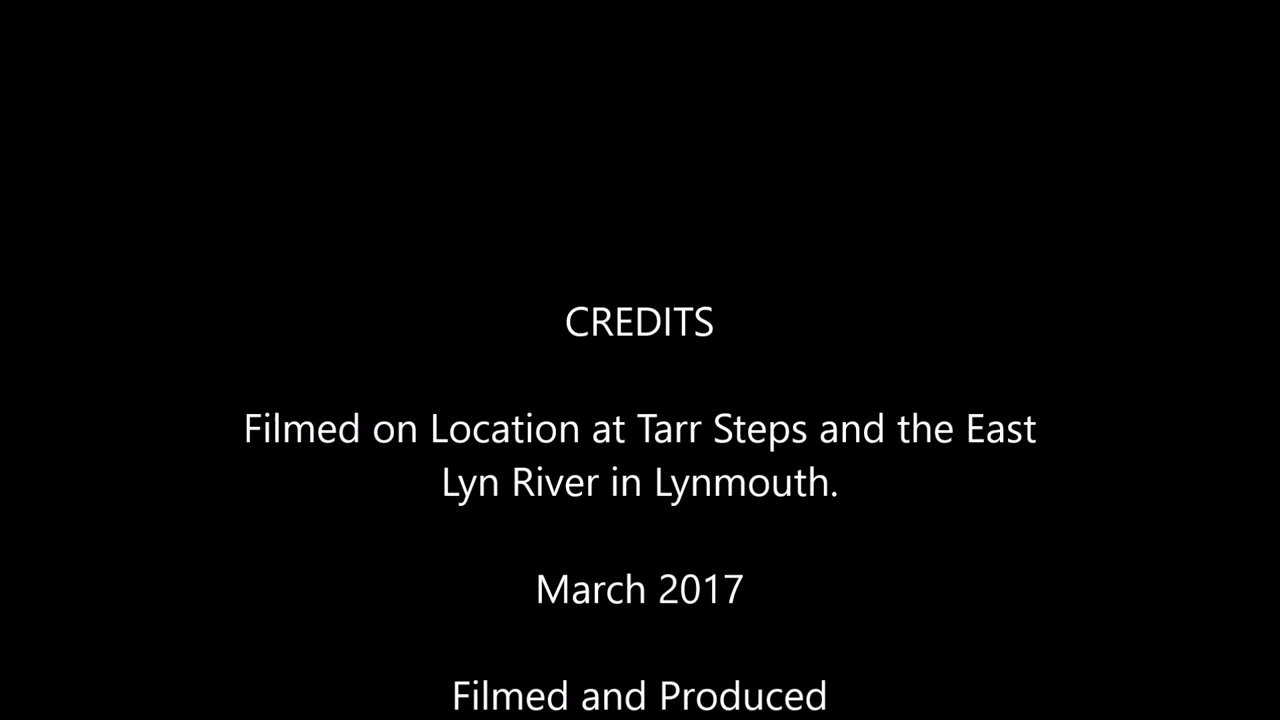 CREDITS
Filmed on Location at Tarr Steps and the East
Lyn River in Lynmouth.
March 2017
Filmed and Produced